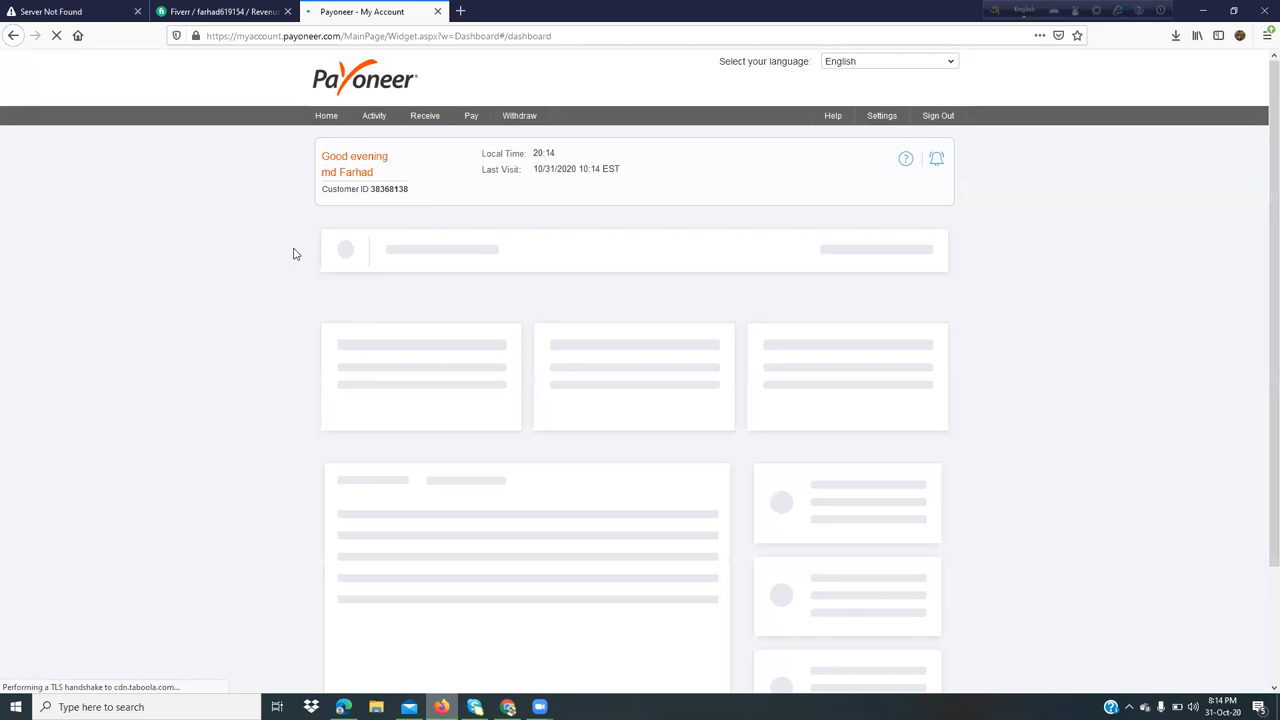 Server Not Found
Fiverr / farhad619154 / Revenu
Payoneer - My Account
English
https://myaccount.payoneer.com/MainPage/Widget.aspx?w=Dashboard#/dashboard
Select your language:
English
Payoneer
Home
Activity
Receive
Pay
Withdraw
Help
Settings
Sign Out
Good evening
md Farhad
Customer ID 38368138
Local Time: 20:14
Last Visit: 10/31/2020 10:14 EST
Performing a TLS handshake to cdn.taboola.com...
Type here to search
8:14 PM
31-Oct-20